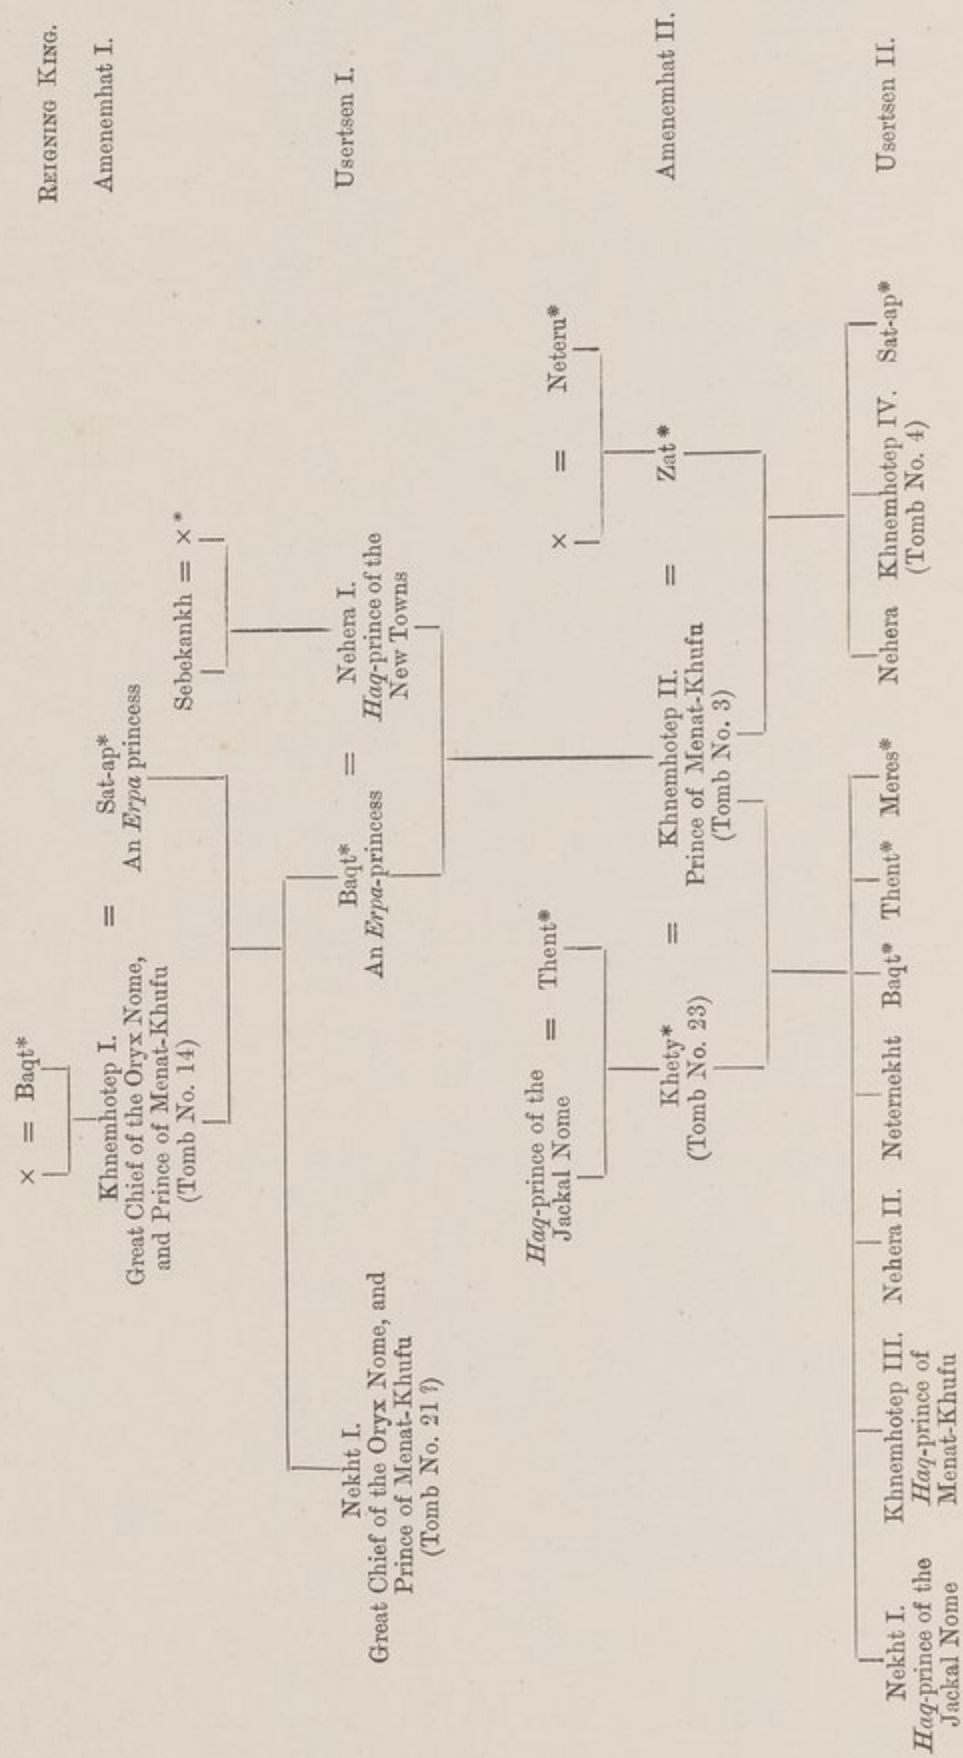 REIGNING KING.
× = Baqt*
Amenemhat I.
Khnemhotep I. = Sat-ap*
Great Chief of the Oryx Nome, An Erpa princess
and Prince of Menat-Khufu
(Tomb No. 14)
Sebekankh = ×*
Usertsen I.
Nekht I. Baqt* = Nehera I.
Great Chief of the Oryx Nome, and An Erpa-princess Haq-prince of the
Prince of Menat-Khufu New Towns
(Tomb No. 21 ?)
Haq-prince of the = Thent* × = Neteru*
Jackal Nome
Amenemhat II.
Khety* = Khnemhotep II. = Zat*
(Tomb No. 23) Prince of Menat-Khufu
(Tomb No. 3)
Usertsen II.
Nekht I. Khnemhotep III. Nehera II. Neternekht Baqt* Thent* Meres* Nehera Khnemhotep IV. Sat-ap*
Haq-prince of the Haq-prince of (Tomb No. 4)
Jackal Nome Menat-Khufu